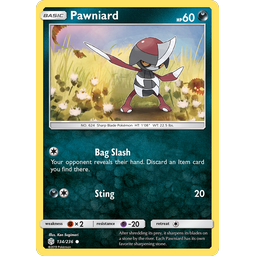 BASIC
Pawniard
HP60
NO. 624 Sharp Blade Pokémon HT: 1'08" WT: 22.5 lbs.
Bag Slash
Your opponent reveals their hand. Discard an Item card
you find there.
Sting 20
weakness ×2 resistance -20 retreat
Illus. Ken Sugimori
134/236
©2019 Pokémon
After shredding its prey, it sharpens its blades on
a stone by the river. Each Pawniard has its own
favorite sharpening stone.